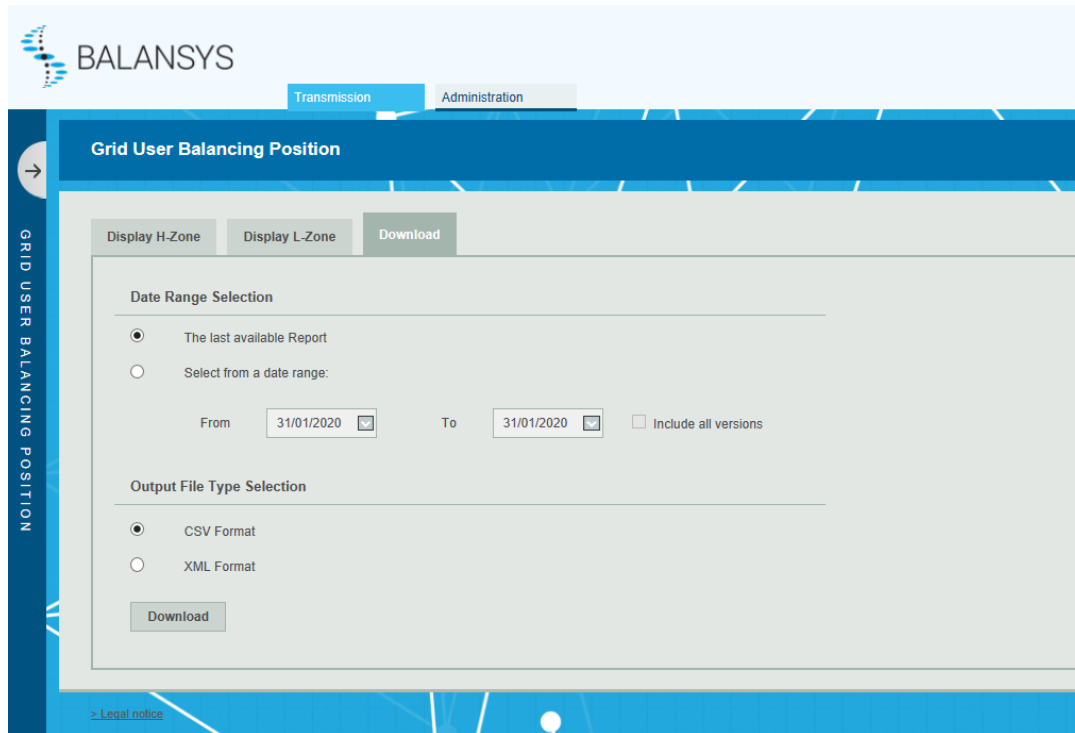 BALANSYS
Transmission
Administration
Grid User Balancing Position
GRID USER BALANCING POSITION
Display H-Zone
Display L-Zone
Download
Date Range Selection
The last available Report
Select from a date range:
From 31/01/2020 To 31/01/2020 Include all versions
Output File Type Selection
CSV Format
XML Format
Download
> Legal notice